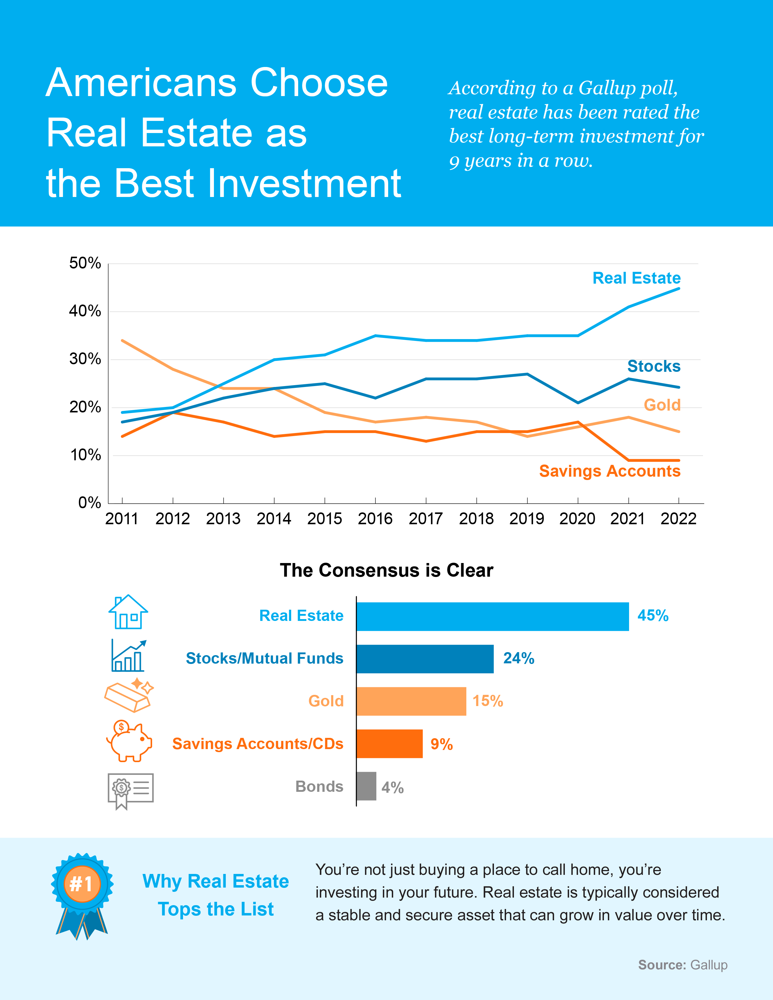 Americans Choose
Real Estate as
the Best Investment
According to a Gallup poll,
real estate has been rated the
best long-term investment for
9 years in a row.
50%
40%
30%
20%
10%
0%
Real Estate
Stocks
Gold
Savings Accounts
2011 2012 2013 2014 2015 2016 2017 2018 2019 2020 2021 2022
The Consensus is Clear
Real Estate 45%
Stocks/Mutual Funds 24%
Gold 15%
$
Savings Accounts/CDs 9%
$
Bonds 4%
#1
Why Real Estate
Tops the List
You’re not just buying a place to call home, you’re
investing in your future. Real estate is typically considered
a stable and secure asset that can grow in value over time.
Source: Gallup